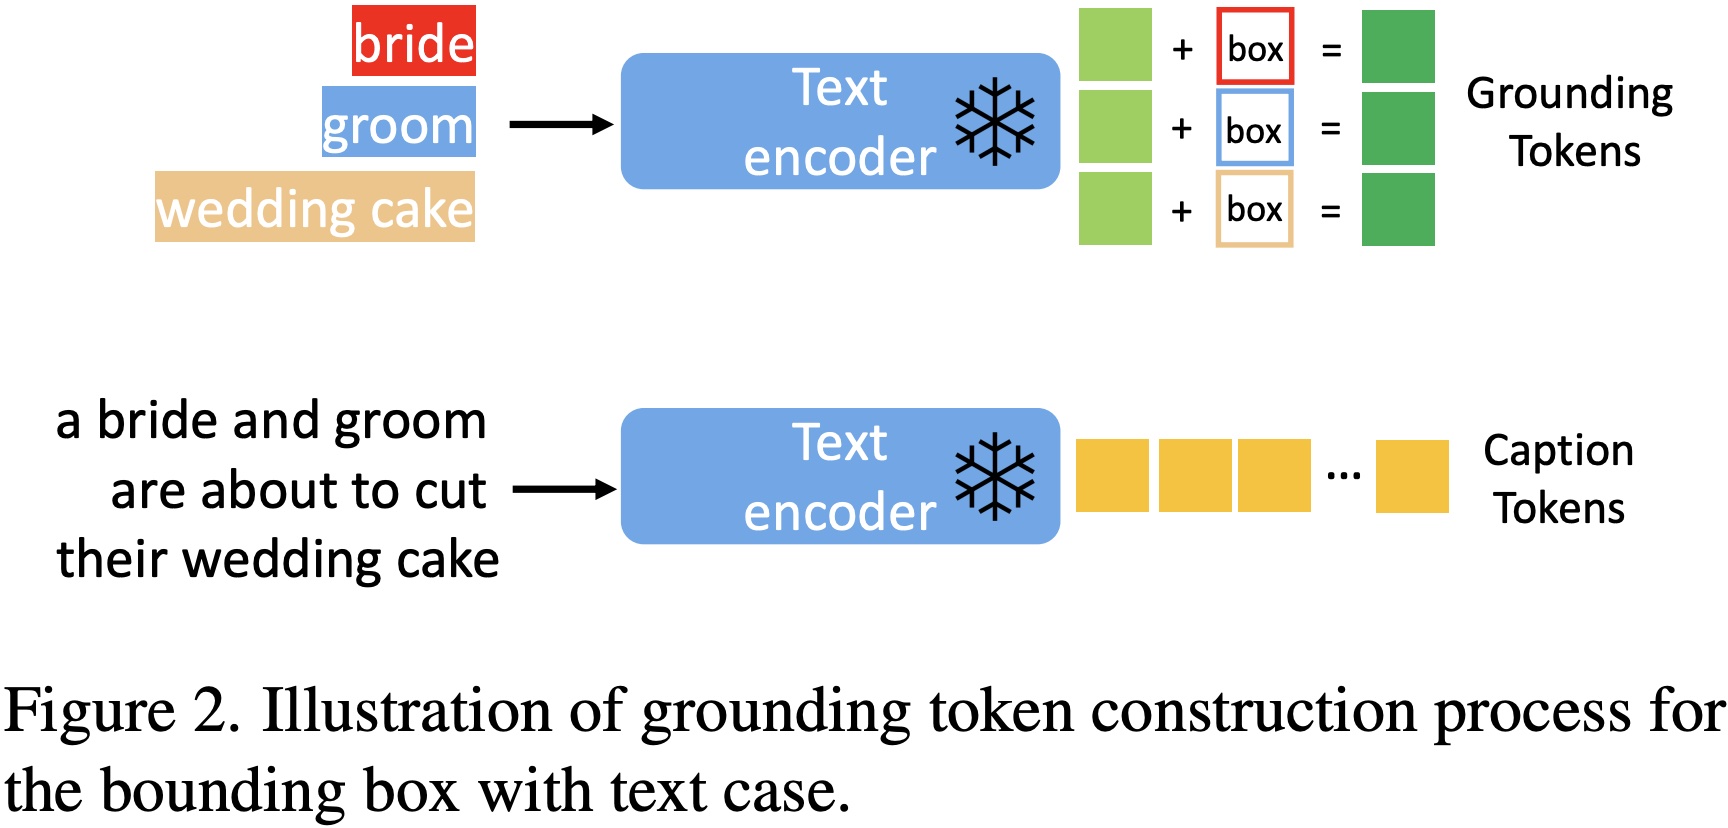 bride
groom
wedding cake
Text
encoder
+ box =
+ box =
+ box =
Grounding
Tokens
a bride and groom
are about to cut
their wedding cake
Text
encoder
...
Caption
Tokens
Figure 2. Illustration of grounding token construction process for
the bounding box with text case.